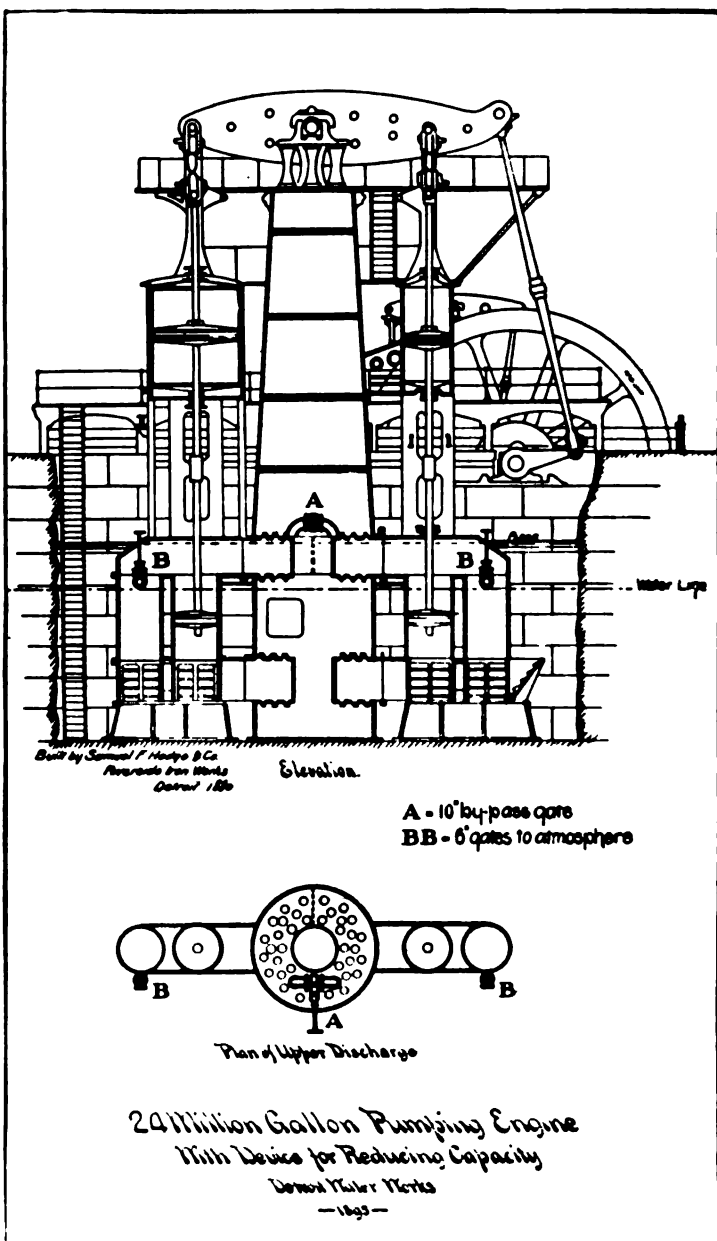 A
B
B
Water Line
Built by Samuel F Hodge & Co.
Riverside Iron Works
Detroit 1880
Elevation.
A - 10" by-pass gate
BB - 6" gates to atmosphere
B
B
A
Plan of Upper Discharge
24 Million Gallon Pumping Engine
With Device for Reducing Capacity
Detroit Water Works